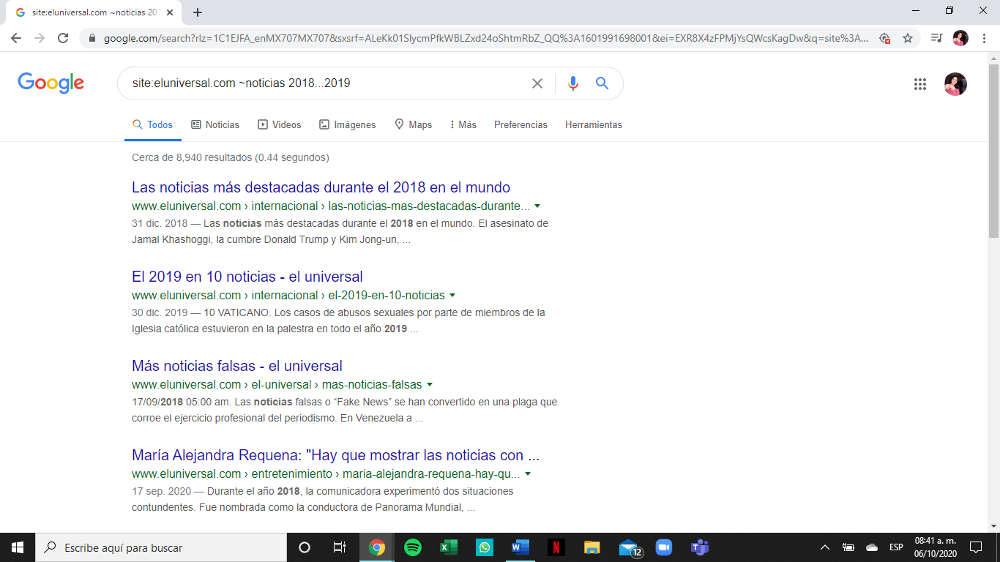 site:eluniversal.com ~noticias 201
google.com/search?rlz=1C1EJFA_enMX707MX707&sxsrf=ALeKk01SlycmPfkWBLZxd24oShtmRbZ_QQ%3A1601991698001&ei=EXR8X4zFPMjYsQWcsKagDw&q=site%3A...
Google
site:eluniversal.com ~noticias 2018...2019
Todos Noticias Videos Imágenes Maps Más Preferencias Herramientas
Cerca de 8,940 resultados (0.44 segundos)
Las noticias más destacadas durante el 2018 en el mundo
www.eluniversal.com › internacional › las-noticias-mas-destacadas-durante...
31 dic. 2018 — Las noticias más destacadas durante el 2018 en el mundo. El asesinato de
Jamal Khashoggi, la cumbre Donald Trump y Kim Jong-un, ...
El 2019 en 10 noticias - el universal
www.eluniversal.com › internacional › el-2019-en-10-noticias
30 dic. 2019 — 10 VATICANO. Los casos de abusos sexuales por parte de miembros de la
Iglesia católica estuvieron en la palestra en todo el año 2019 ...
Más noticias falsas - el universal
www.eluniversal.com › el-universal › mas-noticias-falsas
17/09/2018 05:00 am. Las noticias falsas o “Fake News” se han convertido en una plaga que
corroe el ejercicio profesional del periodismo. En Venezuela a ...
María Alejandra Requena: "Hay que mostrar las noticias con ...
www.eluniversal.com › entretenimiento › maria-alejandra-requena-hay-qu...
17 sep. 2020 — Durante el año 2018, la comunicadora experimentó dos situaciones
contundentes. Fue nombrada como la conductora de Panorama Mundial, ...
Escribe aquí para buscar
12
ESP
08:41 a. m.
06/10/2020